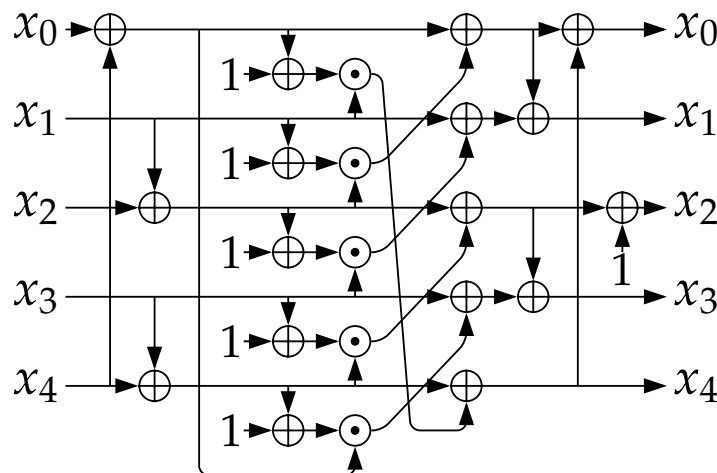 x₀ x₀
1
x₁ x₁
1
x₂ x₂
1 1
x₃ x₃
1
x₄ x₄
1